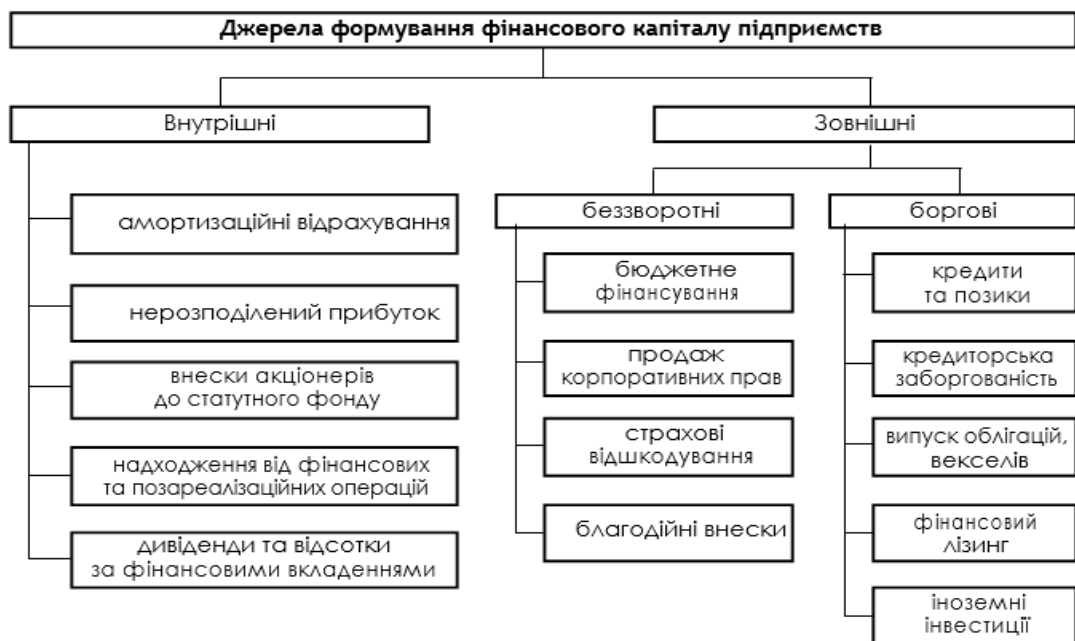 Джерела формування фінансового капіталу підприємств
Внутрішні
амортизаційні відрахування
нерозподілений прибуток
внески акціонерів
до статутного фонду
надходження від фінансових
та позареалізаційних операцій
дивіденди та відсотки
за фінансовими вкладеннями
Зовнішні
беззворотні
бюджетне
фінансування
продаж
корпоративних прав
страхові
відшкодування
благодійні внески
боргові
кредити
та позики
кредиторська
заборгованість
випуск облігацій,
векселів
фінансовий
лізинг
іноземні
інвестиції